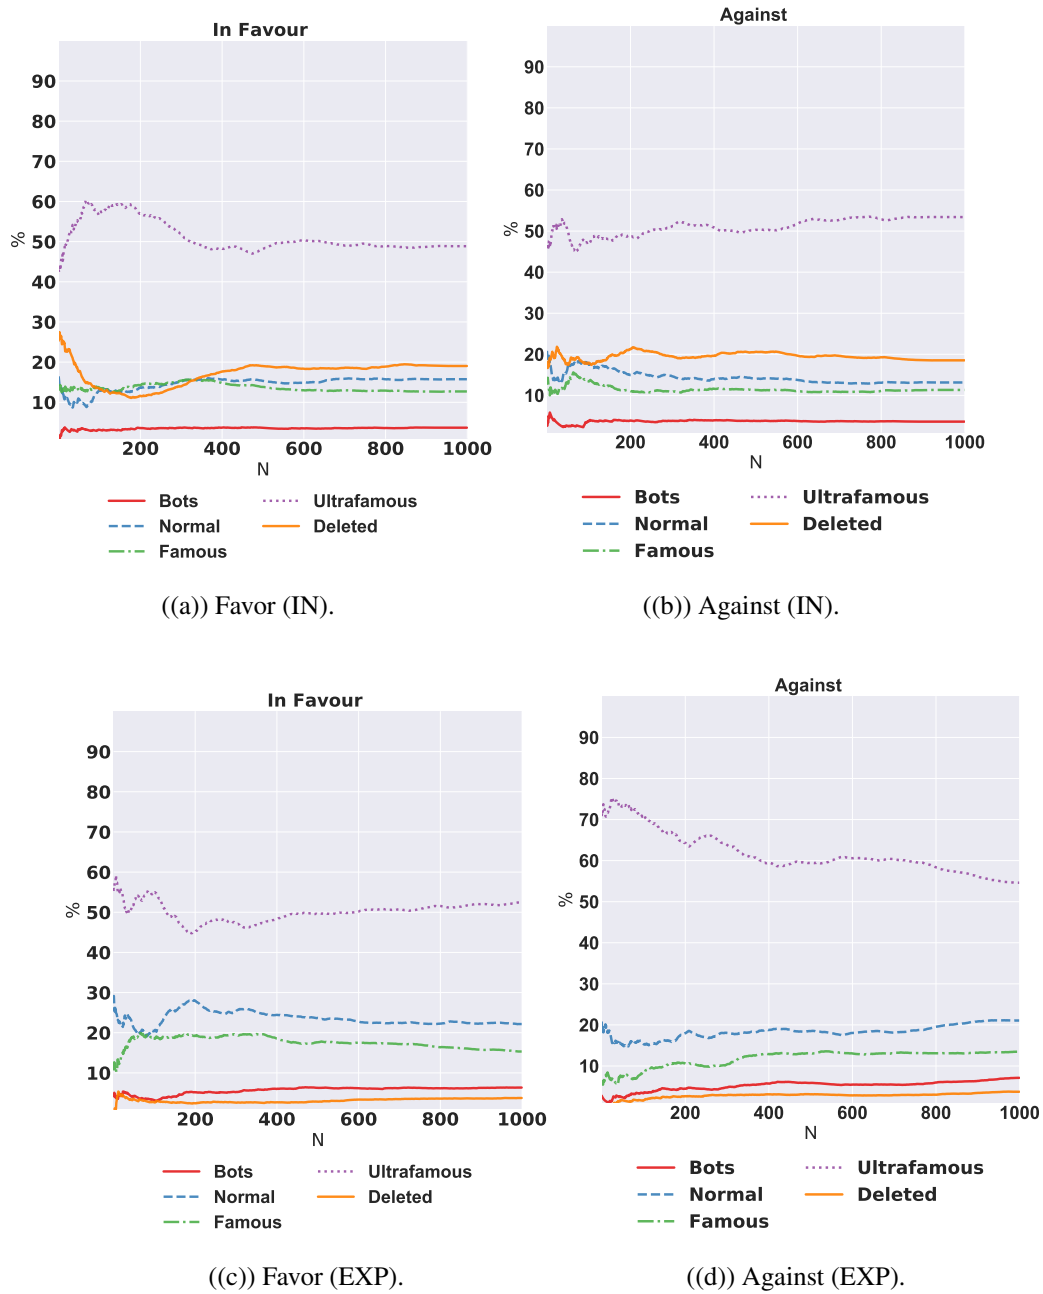 In Favour
90
80
70
60
50
40
30
20
10
%
200 400 600 800 1000
N
Bots Ultrafamous
Normal Deleted
Famous
((a)) Favor (IN).
Against
90
80
70
60
50
40
30
20
10
%
200 400 600 800 1000
N
Bots Ultrafamous
Normal Deleted
Famous
((b)) Against (IN).
In Favour
90
80
70
60
50
40
30
20
10
%
200 400 600 800 1000
N
Bots Ultrafamous
Normal Deleted
Famous
((c)) Favor (EXP).
Against
90
80
70
60
50
40
30
20
10
%
200 400 600 800 1000
N
Bots Ultrafamous
Normal Deleted
Famous
((d)) Against (EXP).